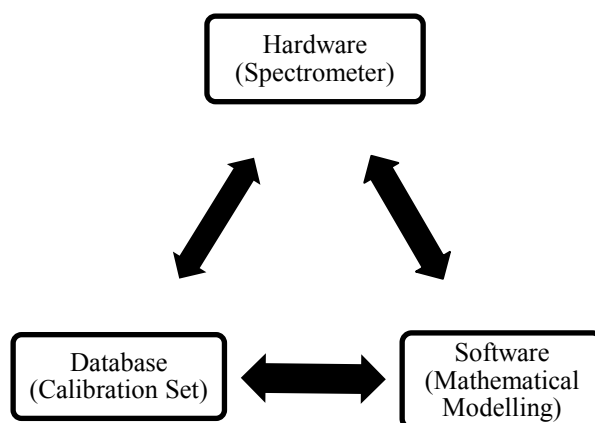 Hardware
(Spectrometer)
Database
(Calibration Set)
Software
(Mathematical
Modelling)